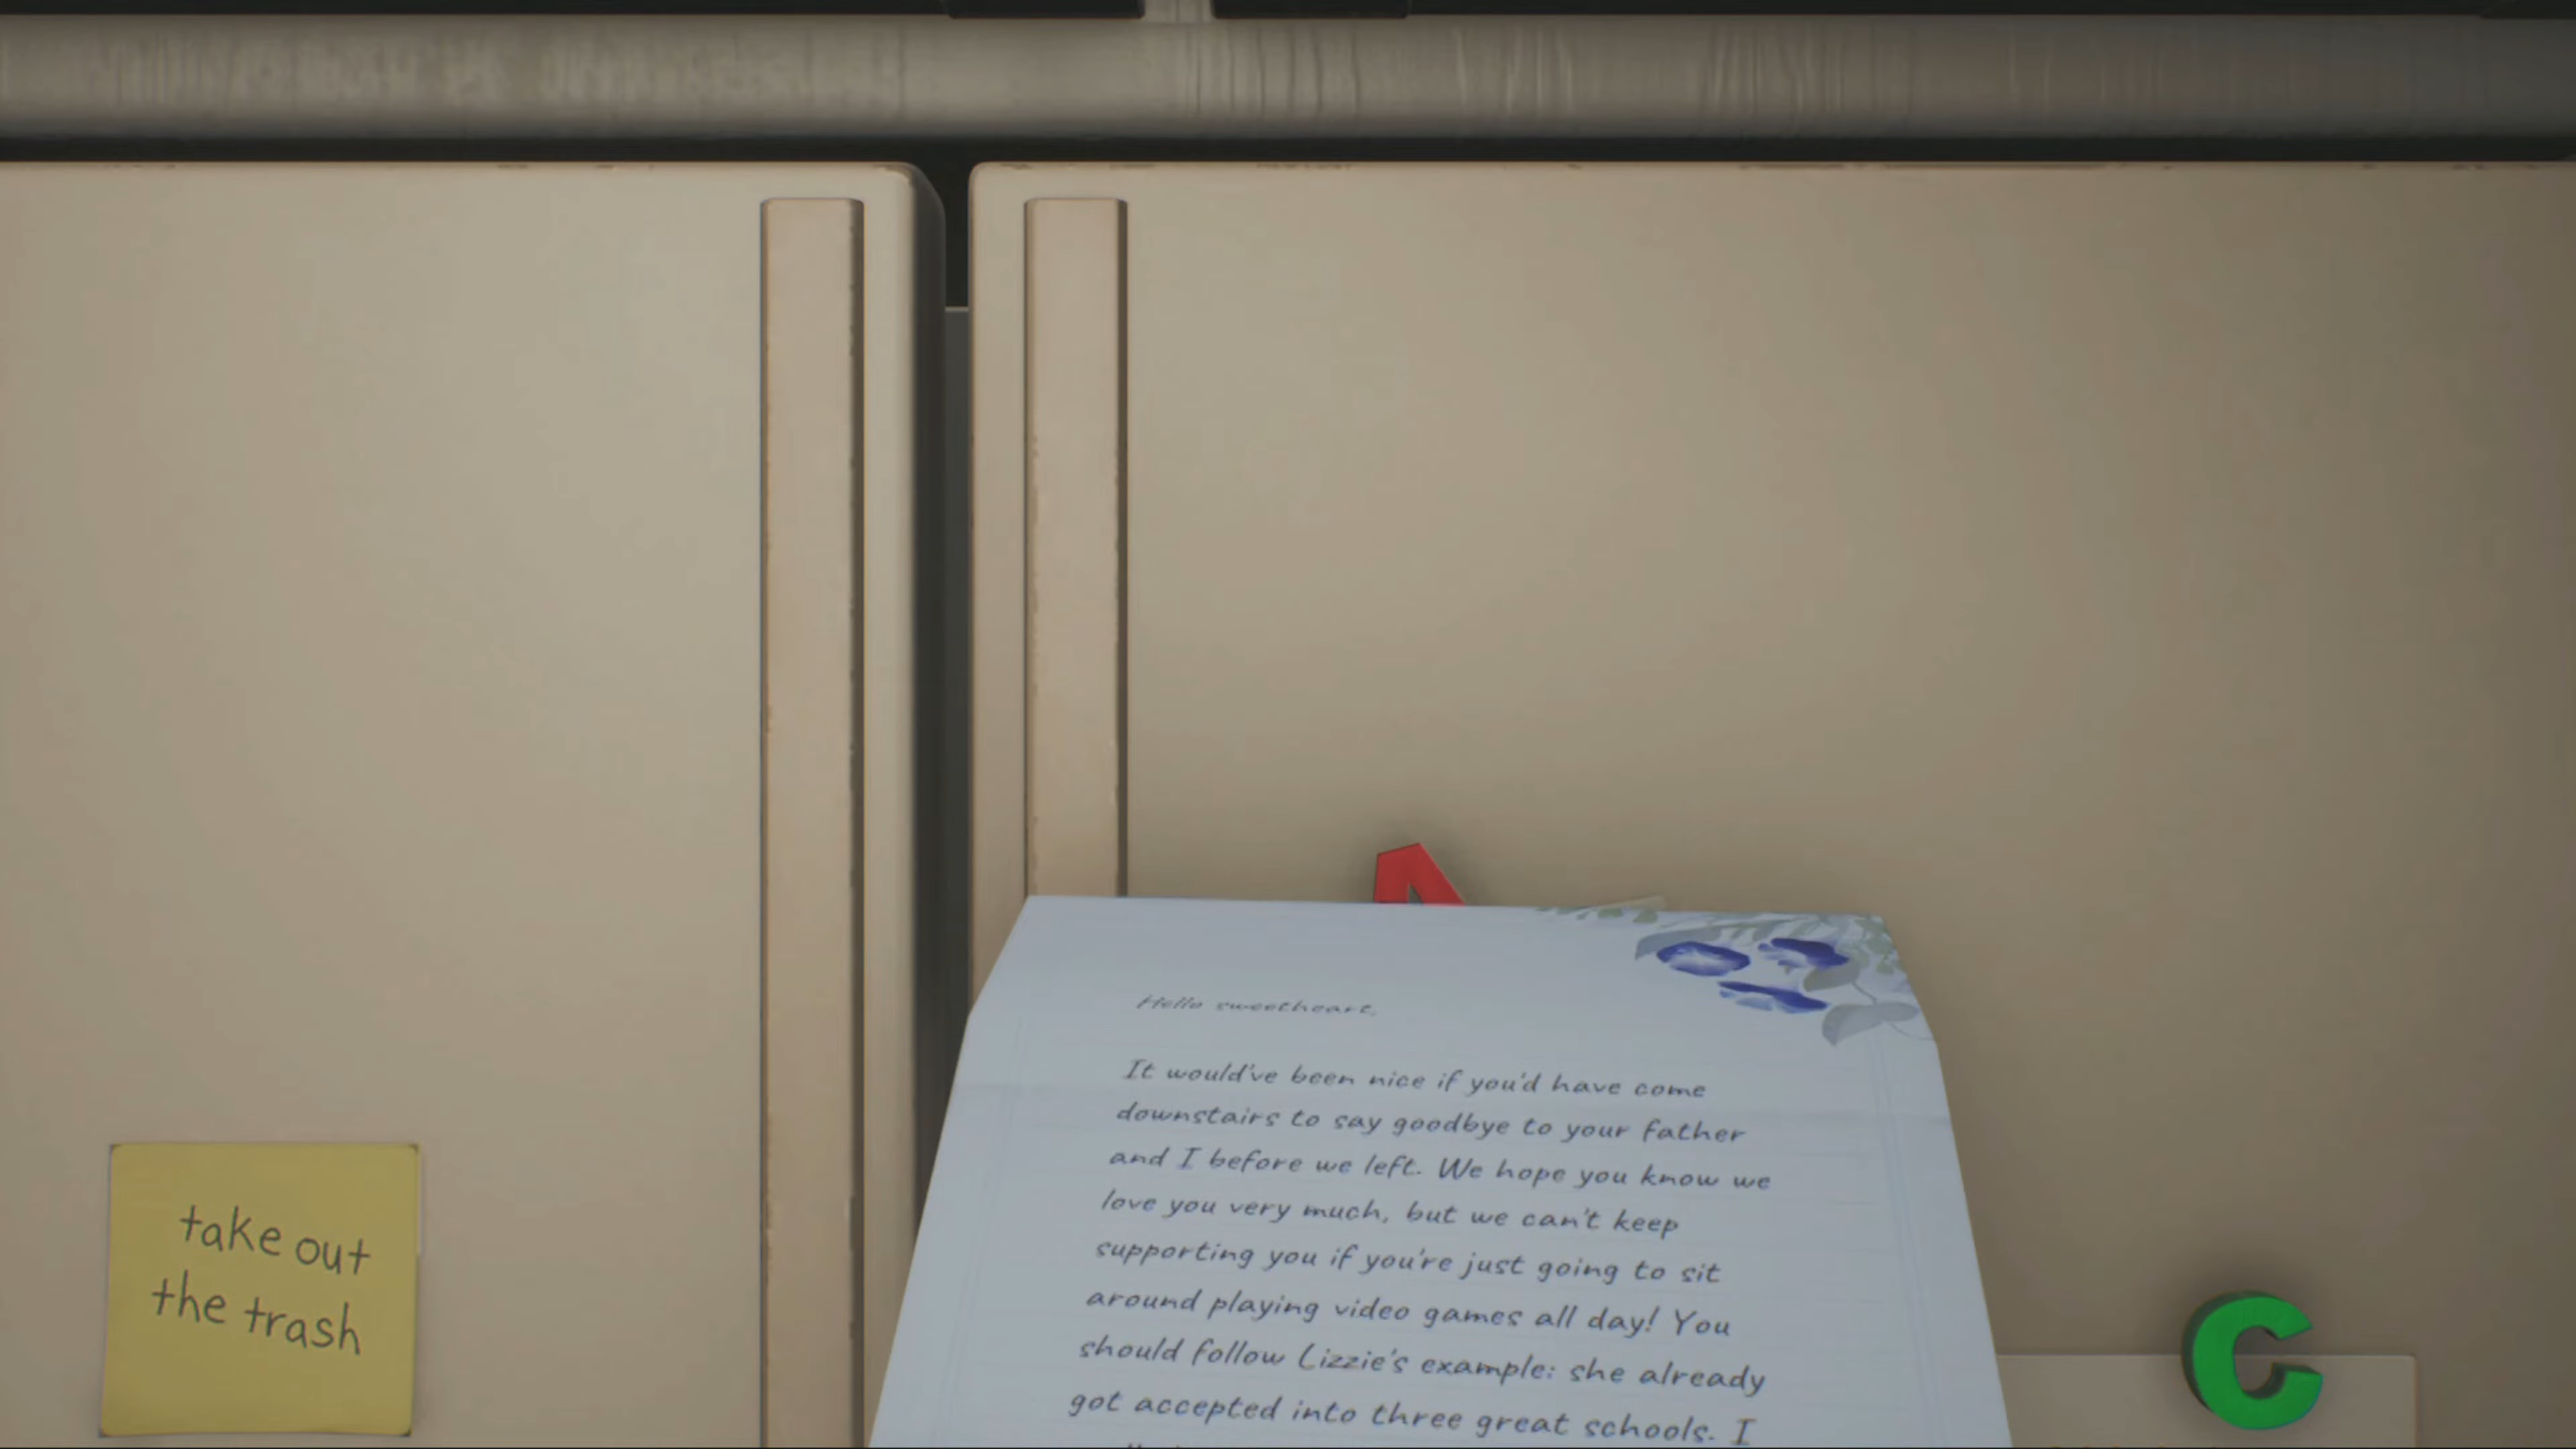 A
Hello sweetheart,
It would've been nice if you'd have come
downstairs to say goodbye to your father
and I before we left. We hope you know we
love you very much, but we can't keep
supporting you if you're just going to sit
around playing video games all day! You
should follow Lizzie's example: she already
got accepted into three great schools. I
take out
the trash
C